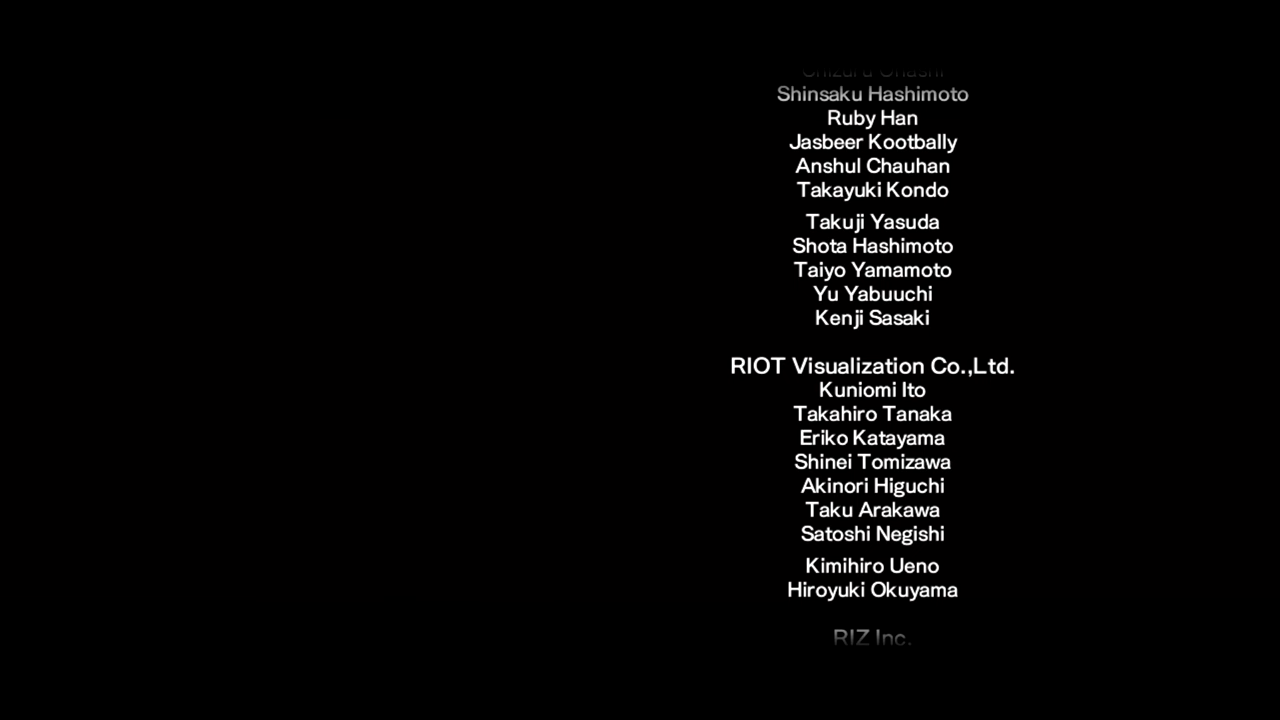 Chizuru Ohashi
Shinsaku Hashimoto
Ruby Han
Jasbeer Kootbally
Anshul Chauhan
Takayuki Kondo
Takuji Yasuda
Shota Hashimoto
Taiyo Yamamoto
Yu Yabuuchi
Kenji Sasaki
RIOT Visualization Co.,Ltd.
Kuniomi Ito
Takahiro Tanaka
Eriko Katayama
Shinei Tomizawa
Akinori Higuchi
Taku Arakawa
Satoshi Negishi
Kimihiro Ueno
Hiroyuki Okuyama
RIZ Inc.